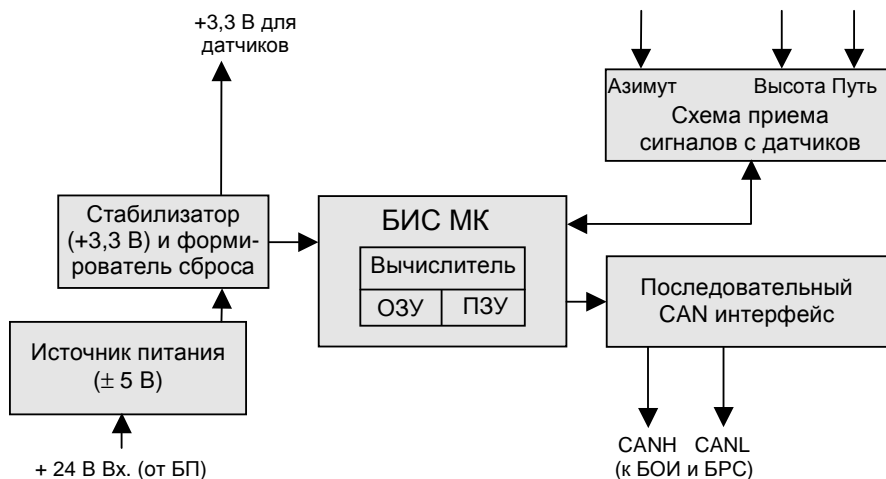 +3,3 В для
датчиков
Азимут
Высота Путь
Схема приема
сигналов с датчиков
Стабилизатор
(+3,3 В) и форми-
рователь сброса
БИС МК
Вычислитель
ОЗУ
ПЗУ
Последовательный
CAN интерфейс
Источник питания
(± 5 В)
+ 24 В Вх. (от БП)
CANH CANL
(к БОИ и БРС)